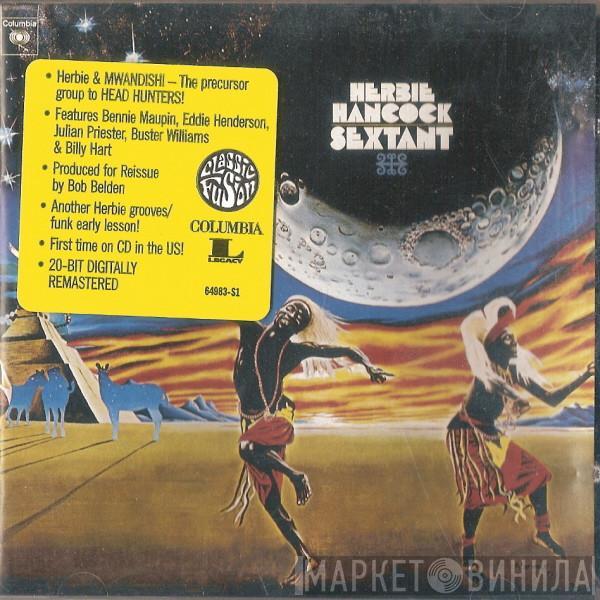 Columbia
• Herbie & MWANDISHI – The precursor
group to HEAD HUNTERS!
• Features Bennie Maupin, Eddie Henderson,
Julian Priester, Buster Williams
& Billy Hart
• Produced for Reissue
by Bob Belden
• Another Herbie grooves/
funk early lesson!
• First time on CD in the US!
• 20-BIT DIGITALLY
REMASTERED
CLASSIC
FUSION
COLUMBIA
L
LEGACY
64983-S1
HERBIE
HANCOCK
SEXTANT
МАРКЕТ ВИНИЛА